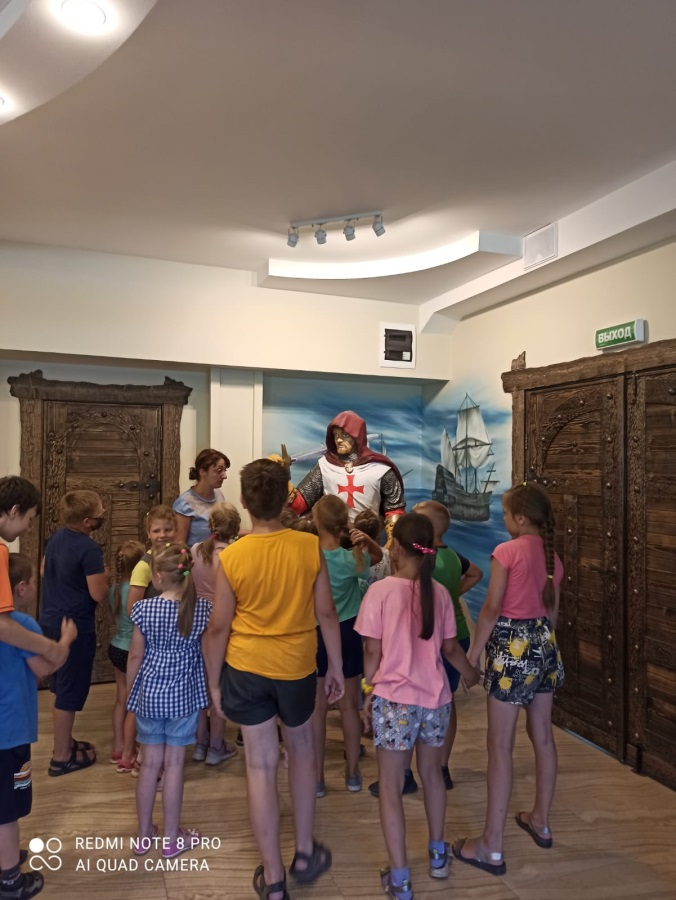 ВЫХОД
REDMI NOTE 8 PRO
AI QUAD CAMERA